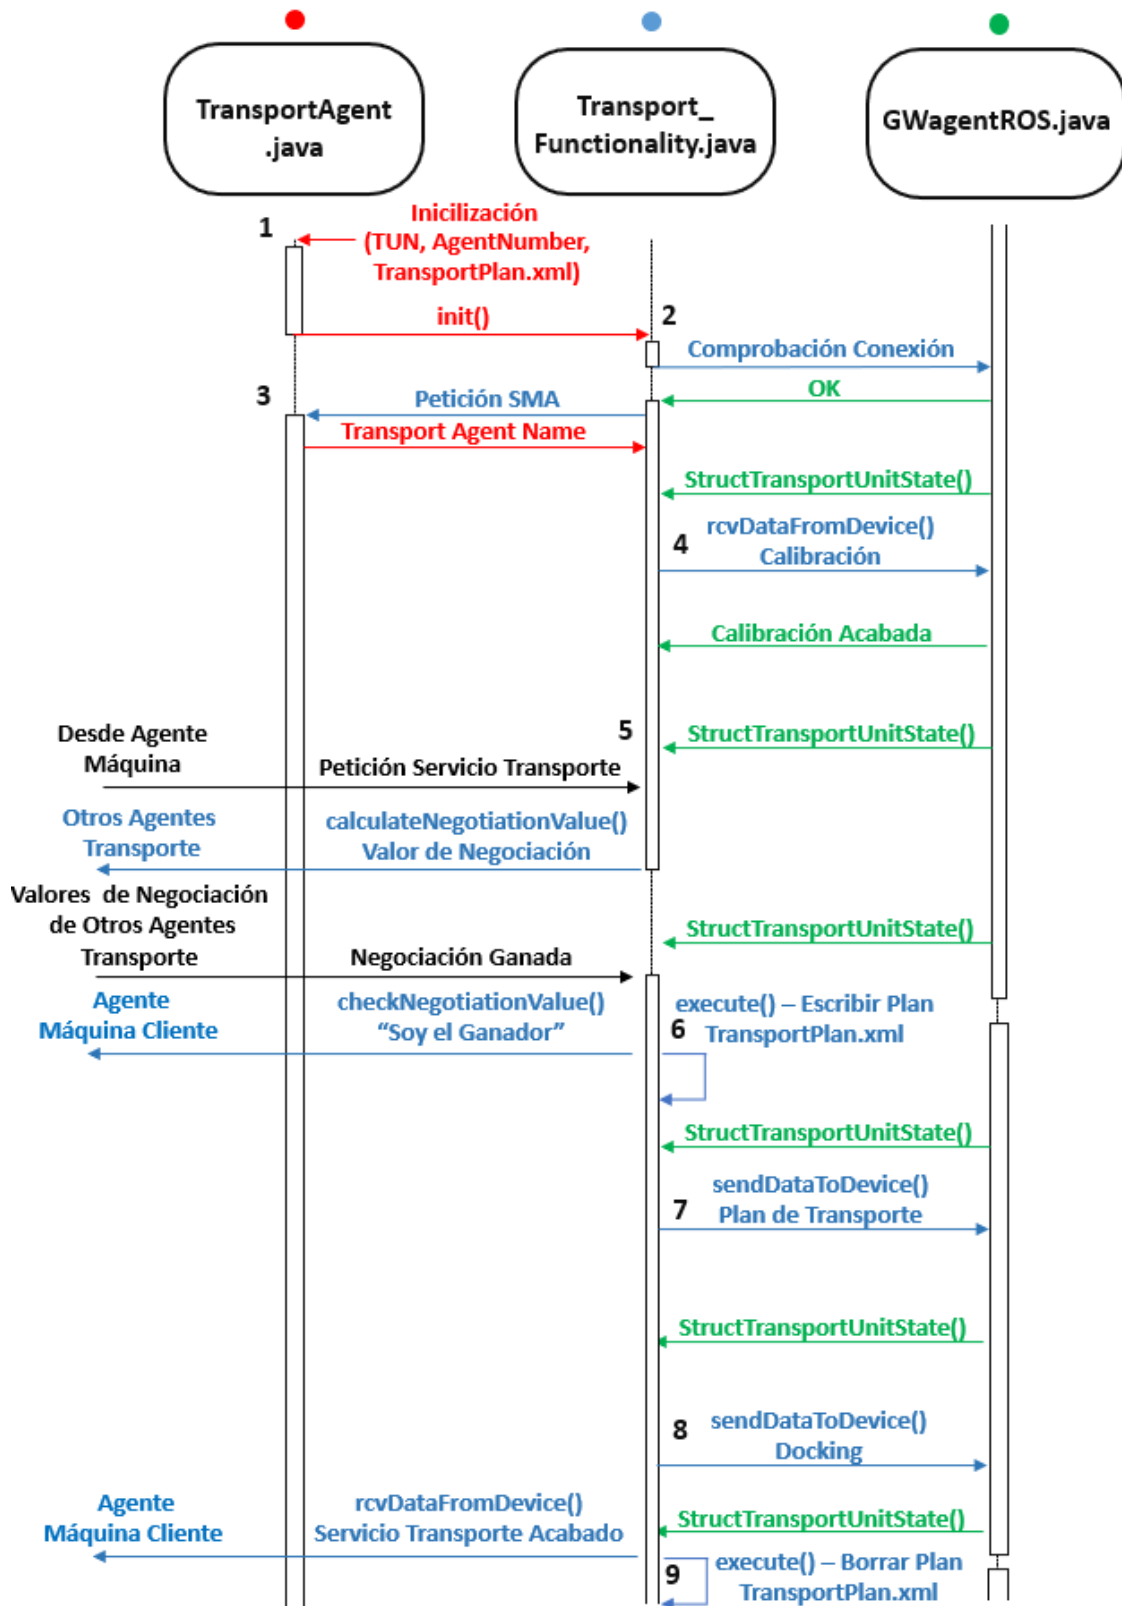 TransportAgent
.java
Transport_
Functionality.java
GWagentROS.java
1
Inicilización
(TUN, AgentNumber,
TransportPlan.xml)
init()
2
Comprobación Conexión
OK
3
Petición SMA
Transport Agent Name
StructTransportUnitState()
4
rcvDataFromDevice()
Calibración
Calibración Acabada
5
StructTransportUnitState()
Desde Agente
Máquina
Petición Servicio Transporte
Otros Agentes
Transporte
calculateNegotiationValue()
Valor de Negociación
Valores de Negociación
de Otros Agentes
Transporte
StructTransportUnitState()
Negociación Ganada
Agente
Máquina Cliente
checkNegotiationValue()
“Soy el Ganador”
6
execute() – Escribir Plan
TransportPlan.xml
StructTransportUnitState()
7
sendDataToDevice()
Plan de Transporte
StructTransportUnitState()
8
sendDataToDevice()
Docking
Agente
Máquina Cliente
rcvDataFromDevice()
Servicio Transporte Acabado
StructTransportUnitState()
9
execute() – Borrar Plan
TransportPlan.xml